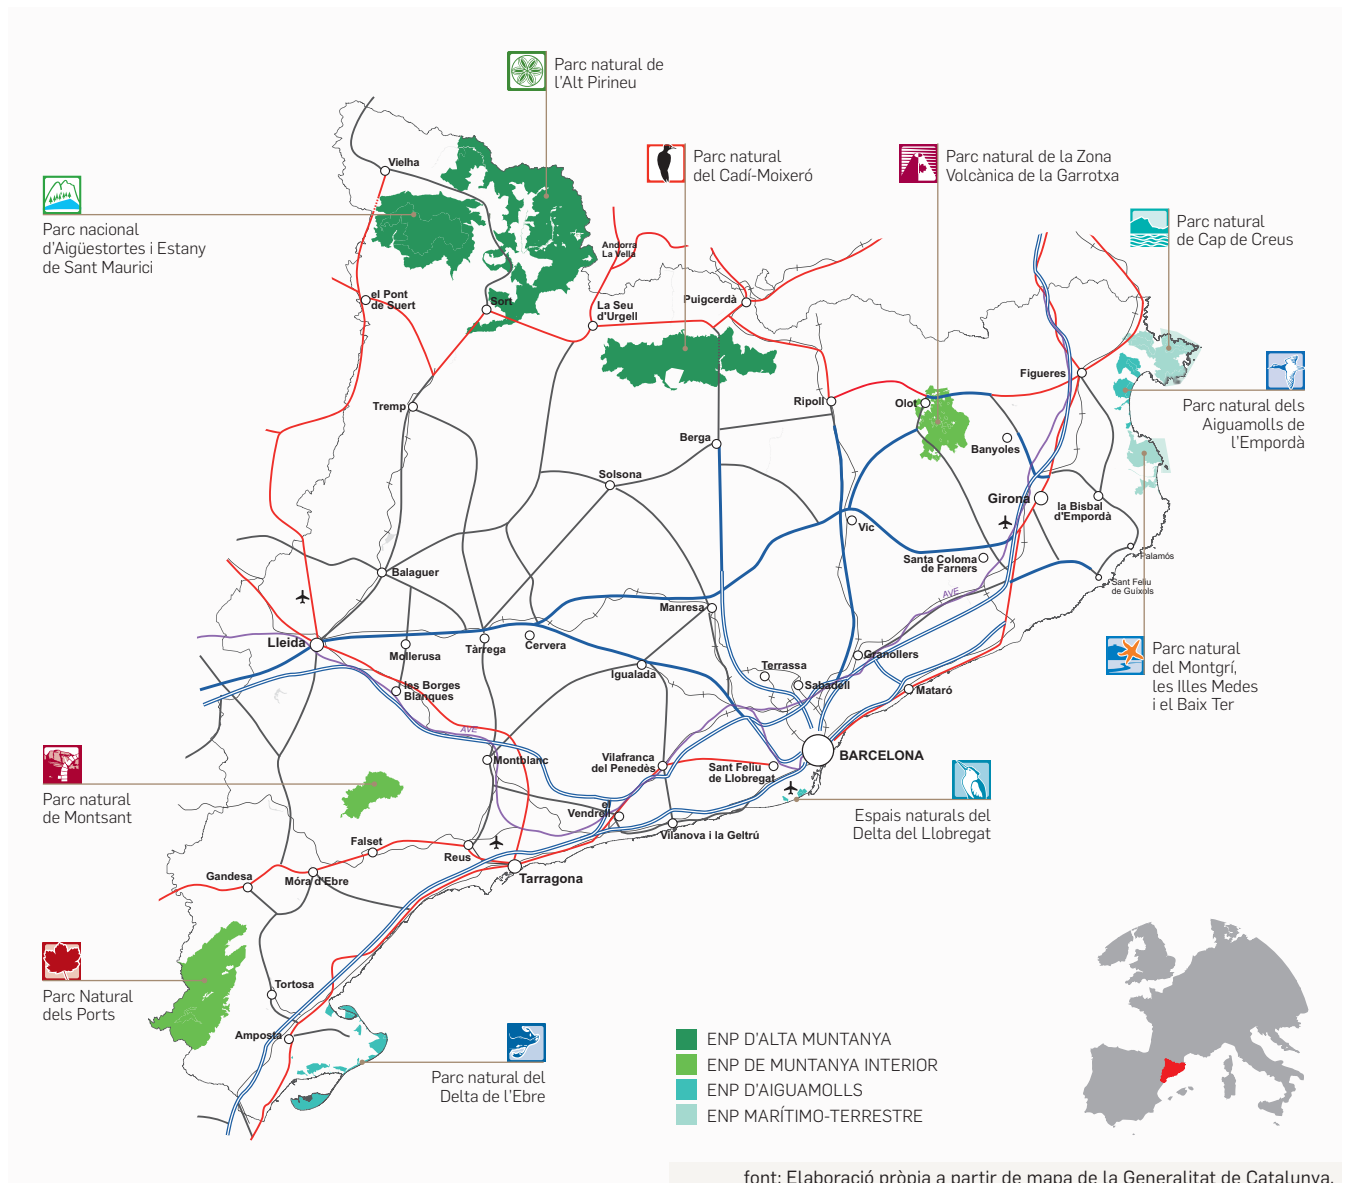 Parc natural de
l'Alt Pirineu
Parc natural
del Cadí-Moixeró
Parc natural de la Zona
Volcànica de la Garrotxa
Parc natural
de Cap de Creus
Parc nacional
d'Aigüestortes i Estany
de Sant Maurici
Vielha
Andorra
La Vella
el Pont
de Suert
Sort
La Seu
d'Urgell
Puigcerdà
Figueres
Parc natural dels
Aiguamolls de
l'Empordà
Tremp
Ripoll
Olot
Berga
Banyoles
Solsona
Girona
la Bisbal
d'Empordà
Vic
Santa Coloma
de Farners
Palamós
Sant Feliu
de Guíxols
Balaguer
AVE
Manresa
Lleida
Mollerusa
Tàrrega
Cervera
Igualada
Terrassa
Granollers
Sabadell
Mataró
les Borges
Blanques
Parc natural
del Montgrí,
les Illes Medes
i el Baix Ter
AVE
Montblanc
Vilafranca
del Penedès
Sant Feliu
de Llobregat
BARCELONA
Parc natural
de Montsant
el
Vendrell
Vilanova i la Geltrú
Espais naturals del
Delta del Llobregat
Falset
Reus
Gandesa
Móra d'Ebre
Tarragona
Parc Natural
dels Ports
Tortosa
Amposta
Parc natural del
Delta de l'Ebre
ENP D'ALTA MUNTANYA
ENP DE MUNTANYA INTERIOR
ENP D'AIGUAMOLLS
ENP MARÍTIMO-TERRESTRE
font: Elaboració pròpia a partir de mapa de la Generalitat de Catalunya.